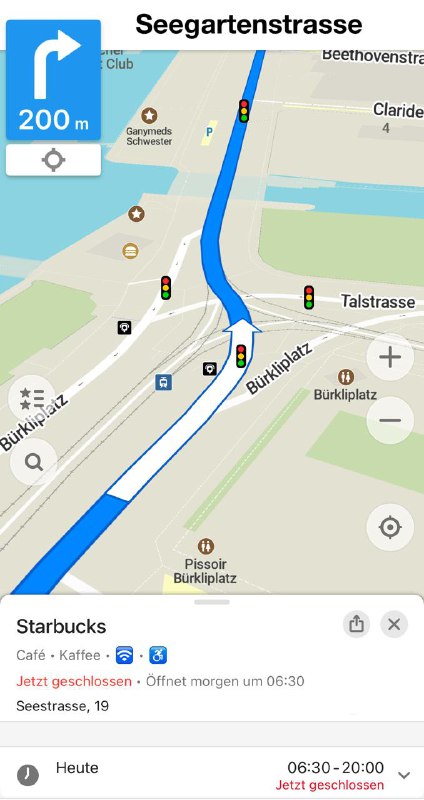 Seegartenstrasse
200 m
t Club
Beethovenstra
Ganymeds
Schwester
P
Claride
4
Talstrasse
Bürkliplatz
Bürkliplatz
Bürkliplatz
Pissoir
Bürkliplatz
Starbucks
Café • Kaffee •
Jetzt geschlossen • Öffnet morgen um 06:30
Seestrasse, 19
Heute
06:30-20:00
Jetzt geschlossen